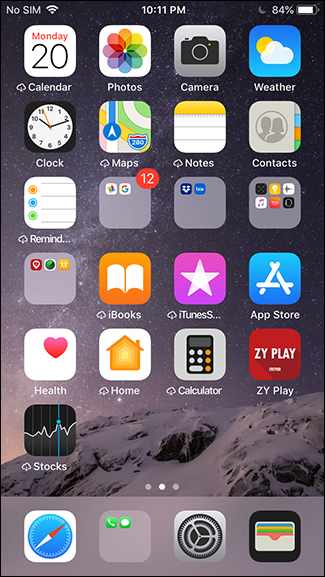 No SIM 10:11 PM 84%
Monday
20
Calendar Photos Camera Weather
280
Clock Maps Notes Contacts
12
box
Remind...
iBooks iTunesS... App Store
ZY PLAY
Health Home Calculator ZY Play
Stocks